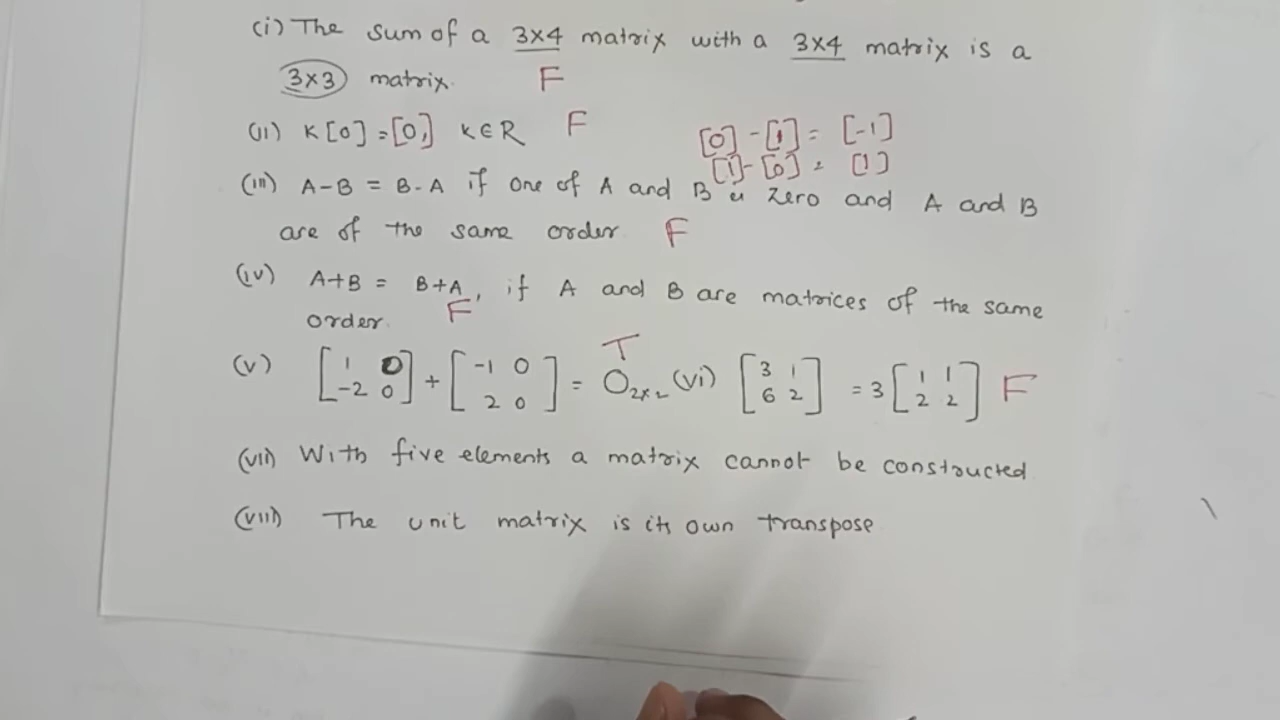 (i) The sum of a 3x4 matrix with a 3x4 matrix is a
3x3 matrix. F
(ii) K[0] = [0,] K∈R F
[0] - [1] = [-1]
[1] - [0] = [1]
(iii) A-B = B-A if one of A and B is zero and A and B
are of the same order F
(iv) A+B = B+A, if A and B are matrices of the same
order. F
(v) [1 0; -2 0] + [-1 0; 2 0] = O2x2 T (vi) [3 1; 6 2] = 3 [1 1; 2 2] F
(vii) With five elements a matrix cannot be constructed
(viii) The unit matrix is its own transpose